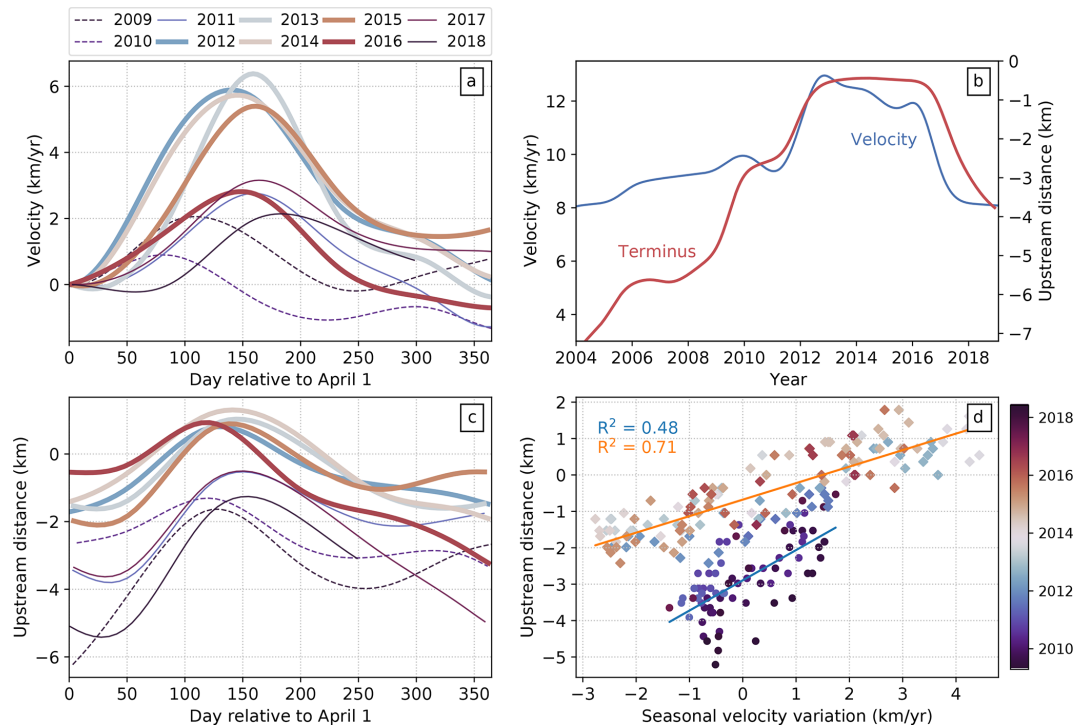 2009 2011 2013 2015 2017
2010 2012 2014 2016 2018
a
6
4
2
0
Velocity (km/yr)
0 50 100 150 200 250 300 350
Day relative to April 1
b
12
10
8
6
4
Velocity (km/yr)
Velocity
Terminus
0
−1
−2
−3
−4
−5
−6
−7
Upstream distance (km)
2004 2006 2008 2010 2012 2014 2016 2018
Year
c
0
−2
−4
−6
Upstream distance (km)
0 50 100 150 200 250 300 350
Day relative to April 1
d
R² = 0.48
R² = 0.71
2
1
0
−1
−2
−3
−4
−5
Upstream distance (km)
−3 −2 −1 0 1 2 3 4
Seasonal velocity variation (km/yr)
2018
2016
2014
2012
2010